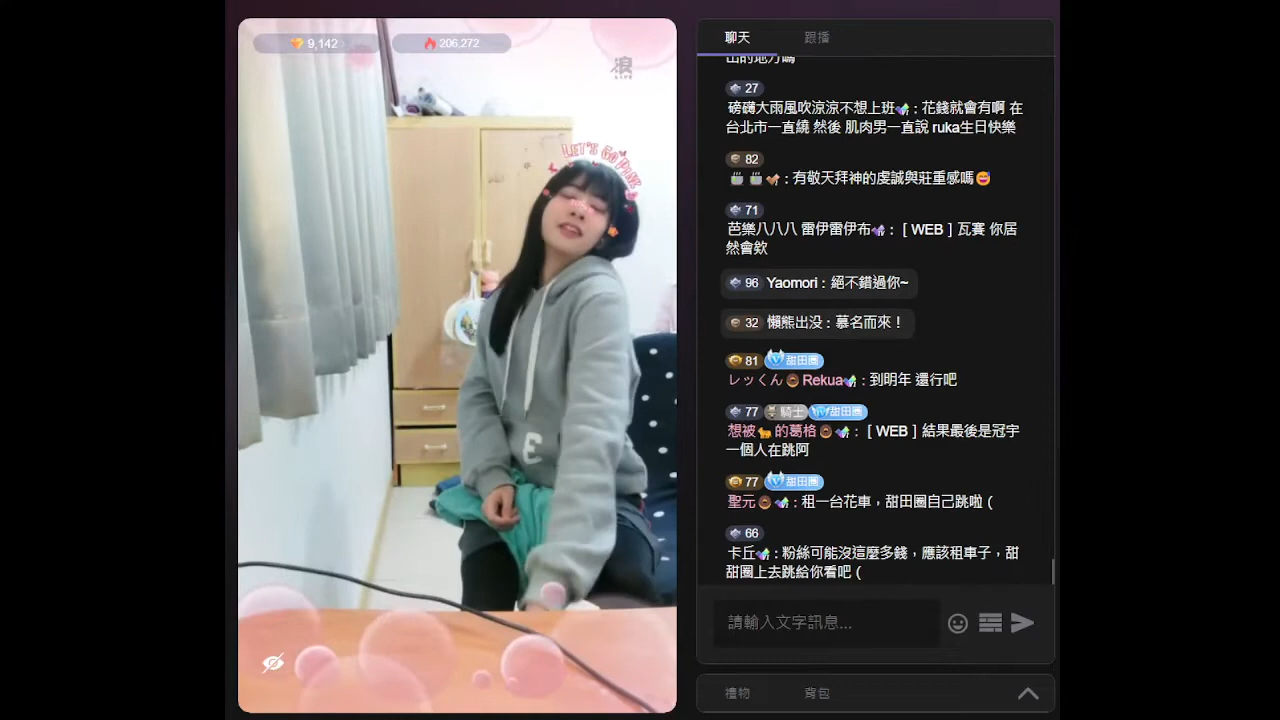 9,142
206,272
浪
LIVE
LET'S GO PINK
3
聊天
跟播
出的地方嗎
27
磅礴大雨風吹涼涼不想上班：花錢就會有啊 在
台北市一直繞 然後 肌肉男一直說 ruka生日快樂
82
：有敬天拜神的虔誠與莊重感嗎😅
71
芭樂八八八 雷伊雷伊布：[ WEB ] 瓦賽 你居
然會欸
96 Yaomori：絕不錯過你~
32 懶熊出没：慕名而來！
81 甜田圈
レッくん🍩Rekua：到明年 還行吧
77 騎士 甜田圈
想被🐈的葛格🍩：[ WEB ] 結果最後是冠宇
一個人在跳阿
77 甜田圈
聖元🍩：租一台花車，甜田圈自己跳啦 (
66
卡丘：粉絲可能沒這麼多錢，應該租車子，甜
甜圈上去跳給你看吧 (
請輸入文字訊息...
禮物
背包